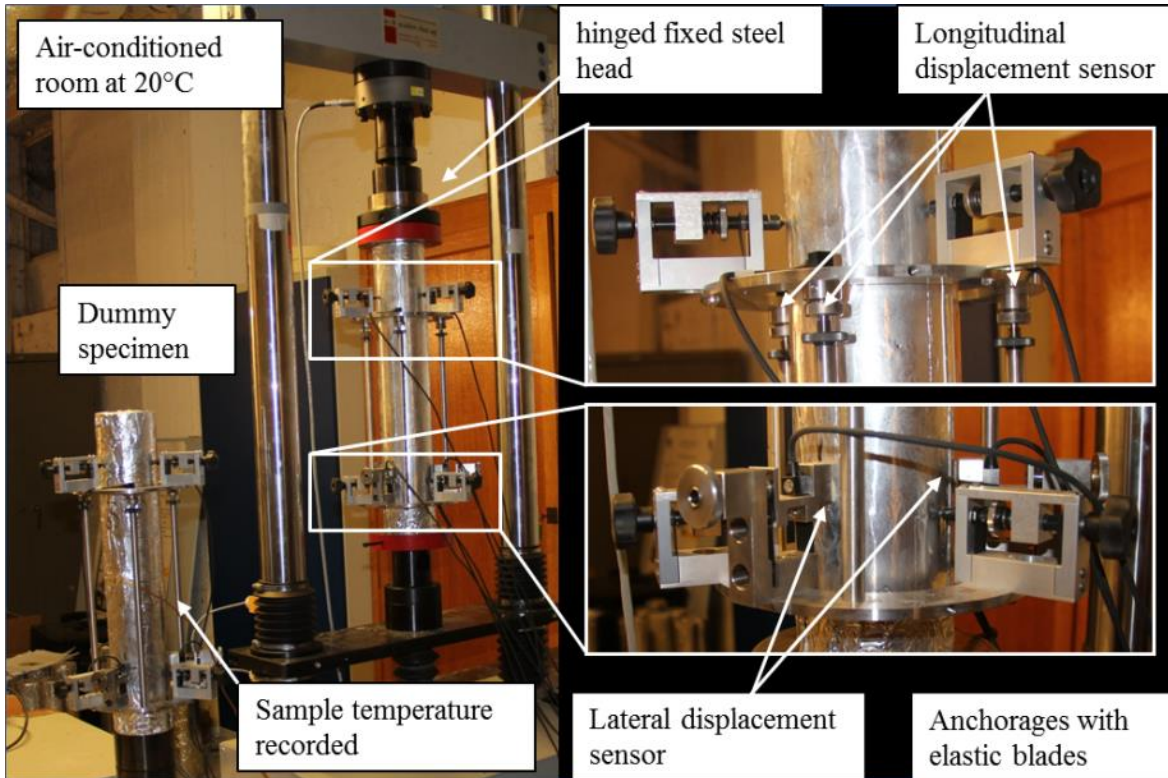 Air-conditioned
room at 20°C
hinged fixed steel
head
Longitudinal
displacement sensor
Dummy
specimen
Sample temperature
recorded
Lateral displacement
sensor
Anchorages with
elastic blades